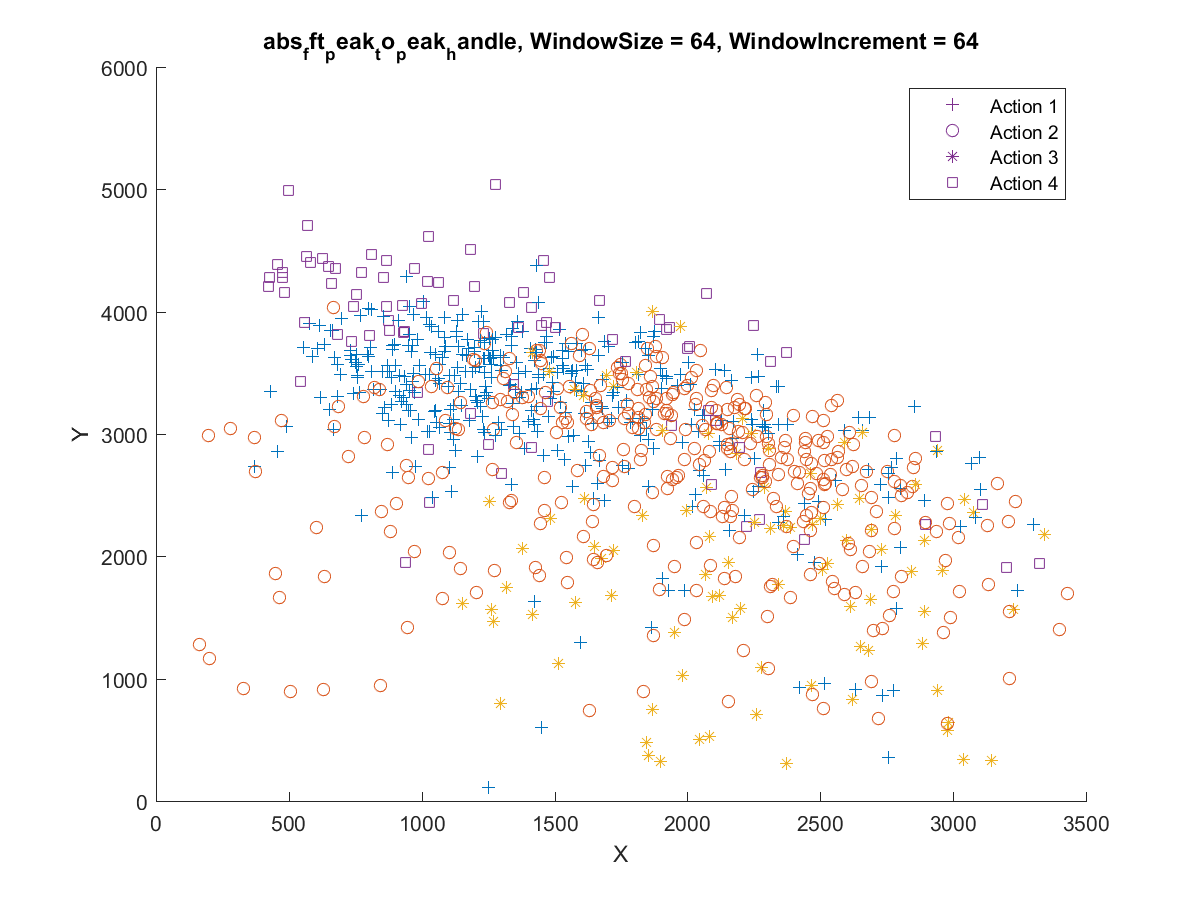 abs_fft_peak_to_peak_handle, WindowSize = 64, WindowIncrement = 64
6000
5000
4000
3000
2000
1000
0
Y
Action 1
Action 2
Action 3
Action 4
0 500 1000 1500 2000 2500 3000 3500
X